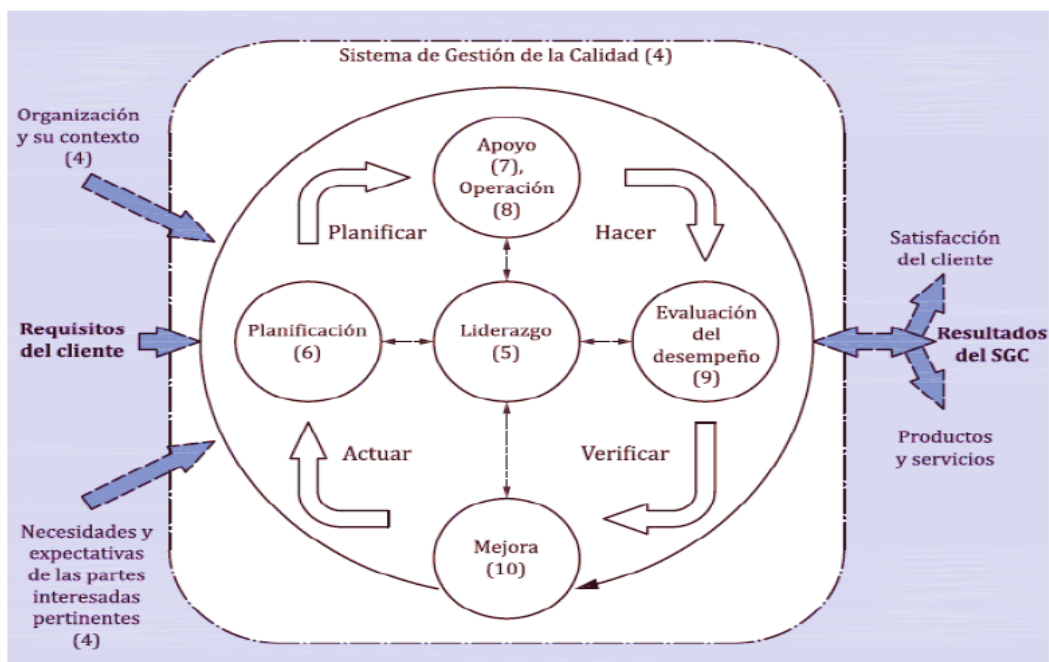 Sistema de Gestión de la Calidad (4)
Organización
y su contexto
(4)
Requisitos
del cliente
Necesidades y
expectativas
de las partes
interesadas
pertinentes
(4)
Apoyo
(7),
Operación
(8)
Planificar
Hacer
Planificación
(6)
Liderazgo
(5)
Evaluación
del
desempeño
(9)
Actuar
Verificar
Mejora
(10)
Satisfacción
del cliente
Resultados
del SGC
Productos
y servicios